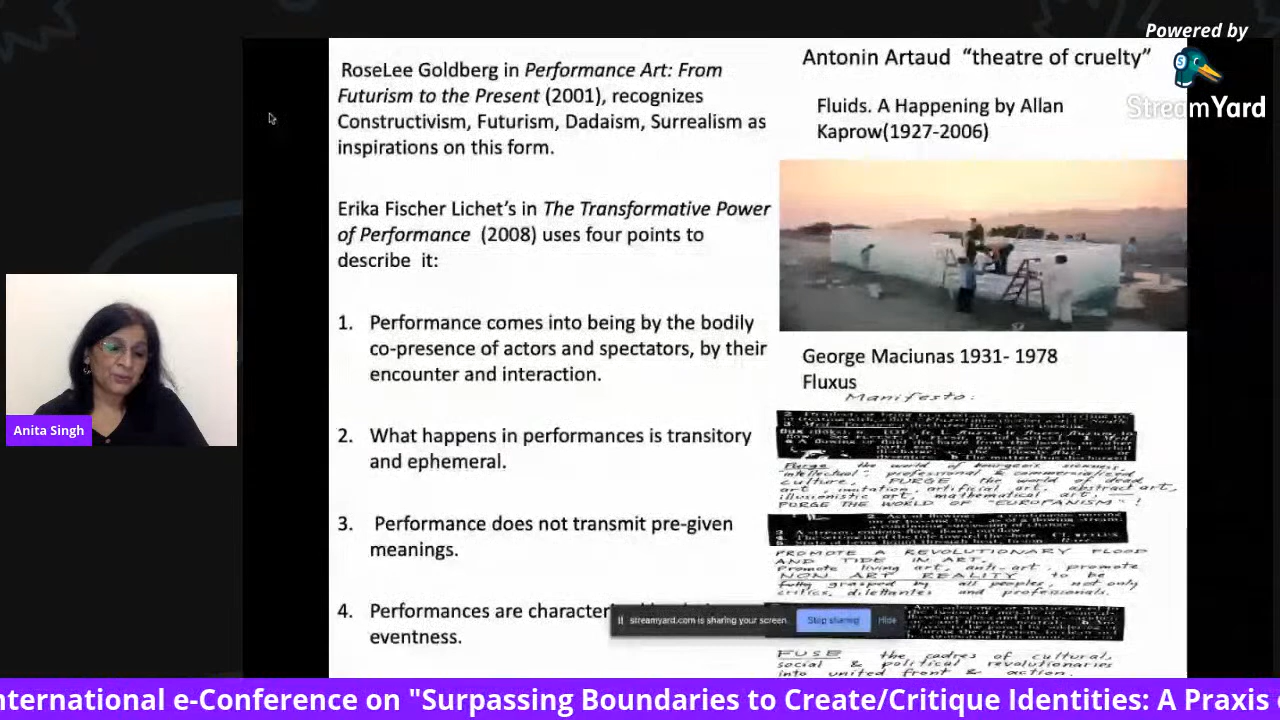 Powered by
StreamYard
RoseLee Goldberg in Performance Art: From
Futurism to the Present (2001), recognizes
Constructivism, Futurism, Dadaism, Surrealism as
inspirations on this form.
Erika Fischer Lichet’s in The Transformative Power
of Performance (2008) uses four points to
describe it:
1. Performance comes into being by the bodily
co-presence of actors and spectators, by their
encounter and interaction.
2. What happens in performances is transitory
and ephemeral.
3. Performance does not transmit pre-given
meanings.
4. Performances are
eventness.
Antonin Artaud “theatre of cruelty”
Fluids. A Happening by Allan
Kaprow(1927-2006)
George Maciunas 1931- 1978
Fluxus
Manifesto:
Purge the world of bourgeois sickness,
"intellectual", professional & commercialized
culture, PURGE the world of dead
art, imitation, artificial art, abstract art,
illusionistic art, mathematical art,
PURGE THE WORLD OF "EUROPANISM"!
PROMOTE A REVOLUTIONARY FLOOD
AND TIDE IN ART,
Promote living art, anti-art, promote
NON ART REALITY to be
grasped by all peoples, not only
critics, dilettantes and professionals.
FUSE the cadres of cultural,
social & political revolutionaries
into united front & action.
streamyard.com is sharing your screen.
Stop sharing
Hide
Anita Singh
nternational e-Conference on "Surpassing Boundaries to Create/Critique Identities: A Praxis